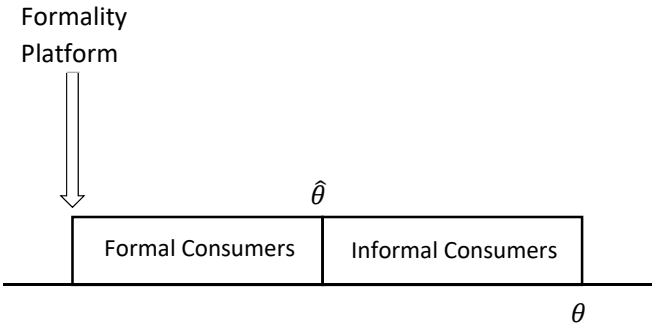 Formality
Platform
θ̂
Formal Consumers Informal Consumers
θ